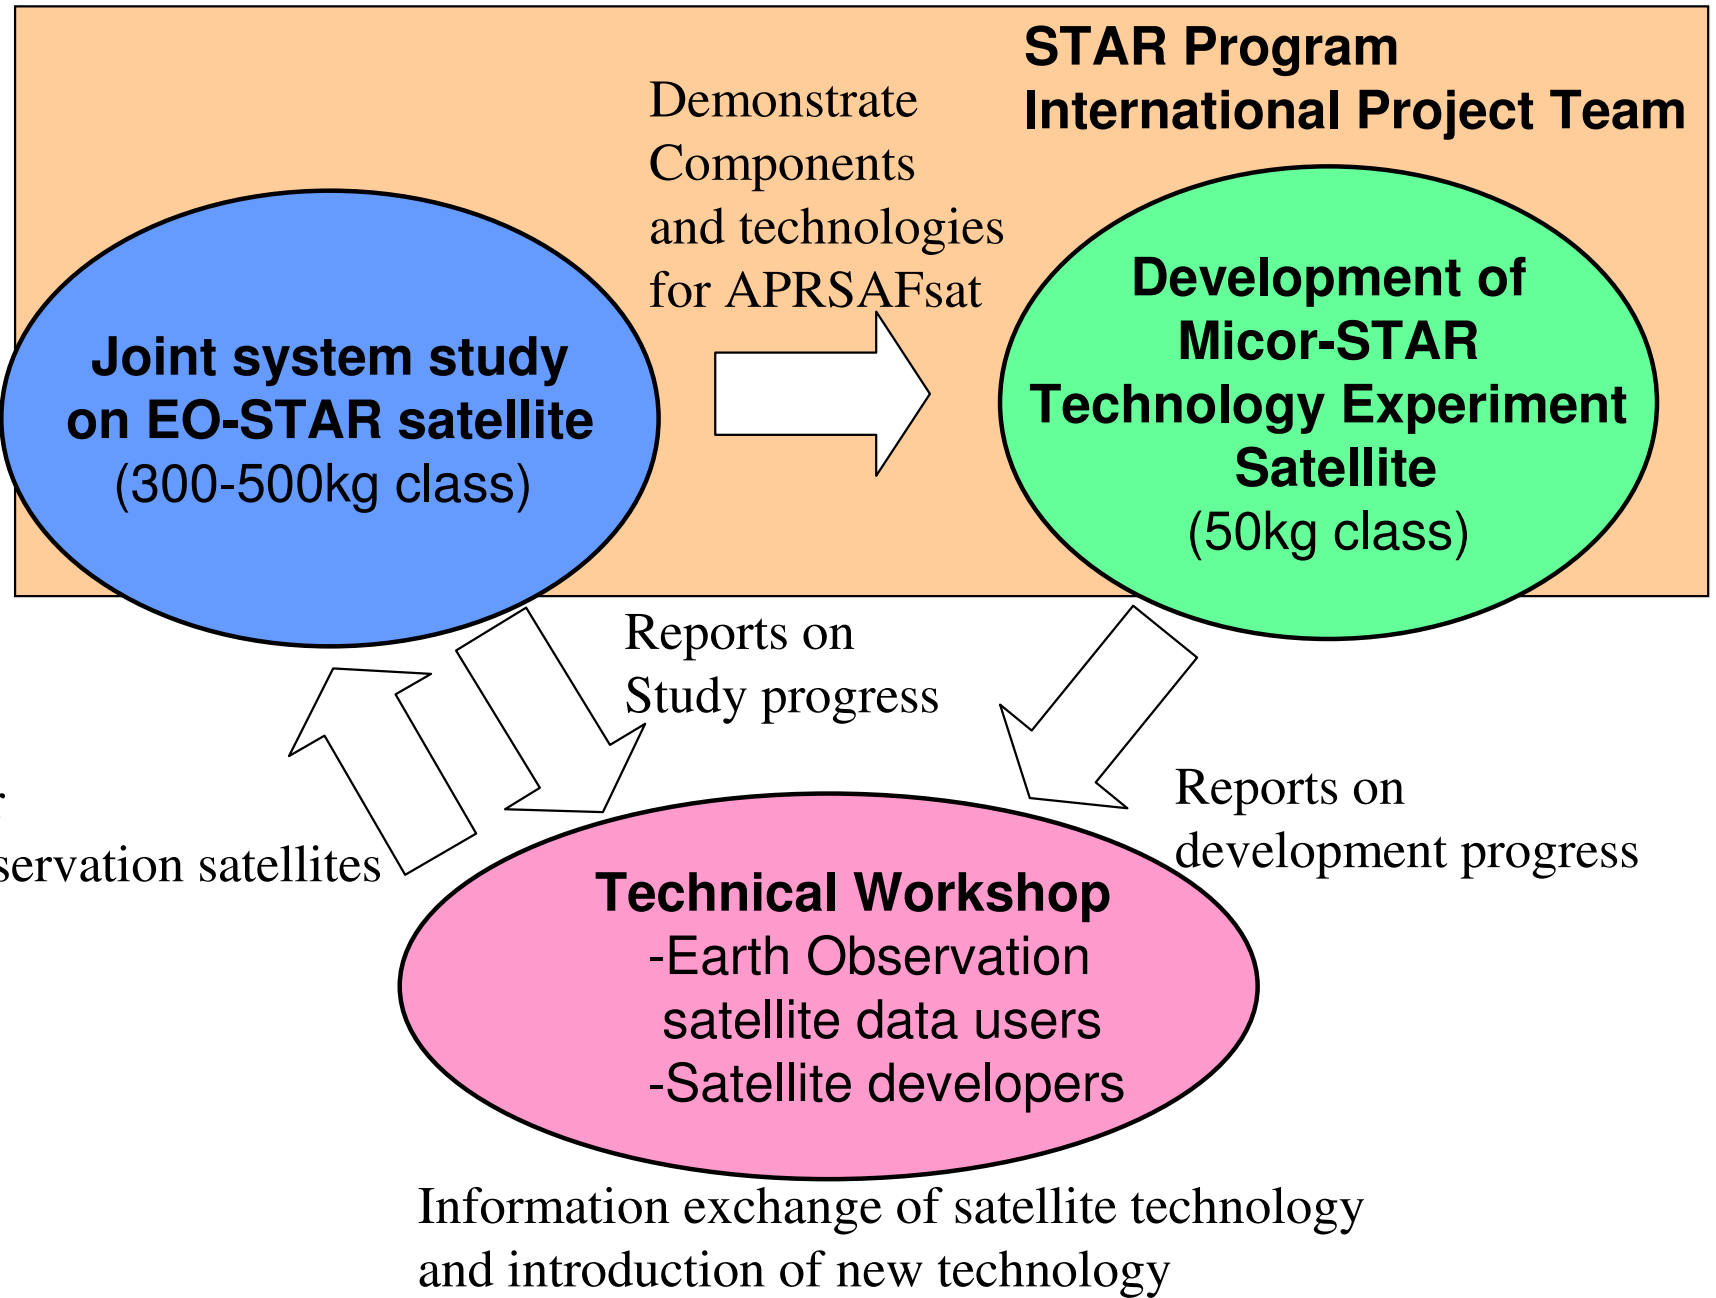 STAR Program
International Project Team
Demonstrate
Components
and technologies
for APRSAFsat
Joint system study
on EO-STAR satellite
(300-500kg class)
Development of
Micor-STAR
Technology Experiment
Satellite
(50kg class)
Reports on
Study progress
Reports on
development progress
servation satellites
Technical Workshop
-Earth Observation
satellite data users
-Satellite developers
Information exchange of satellite technology
and introduction of new technology